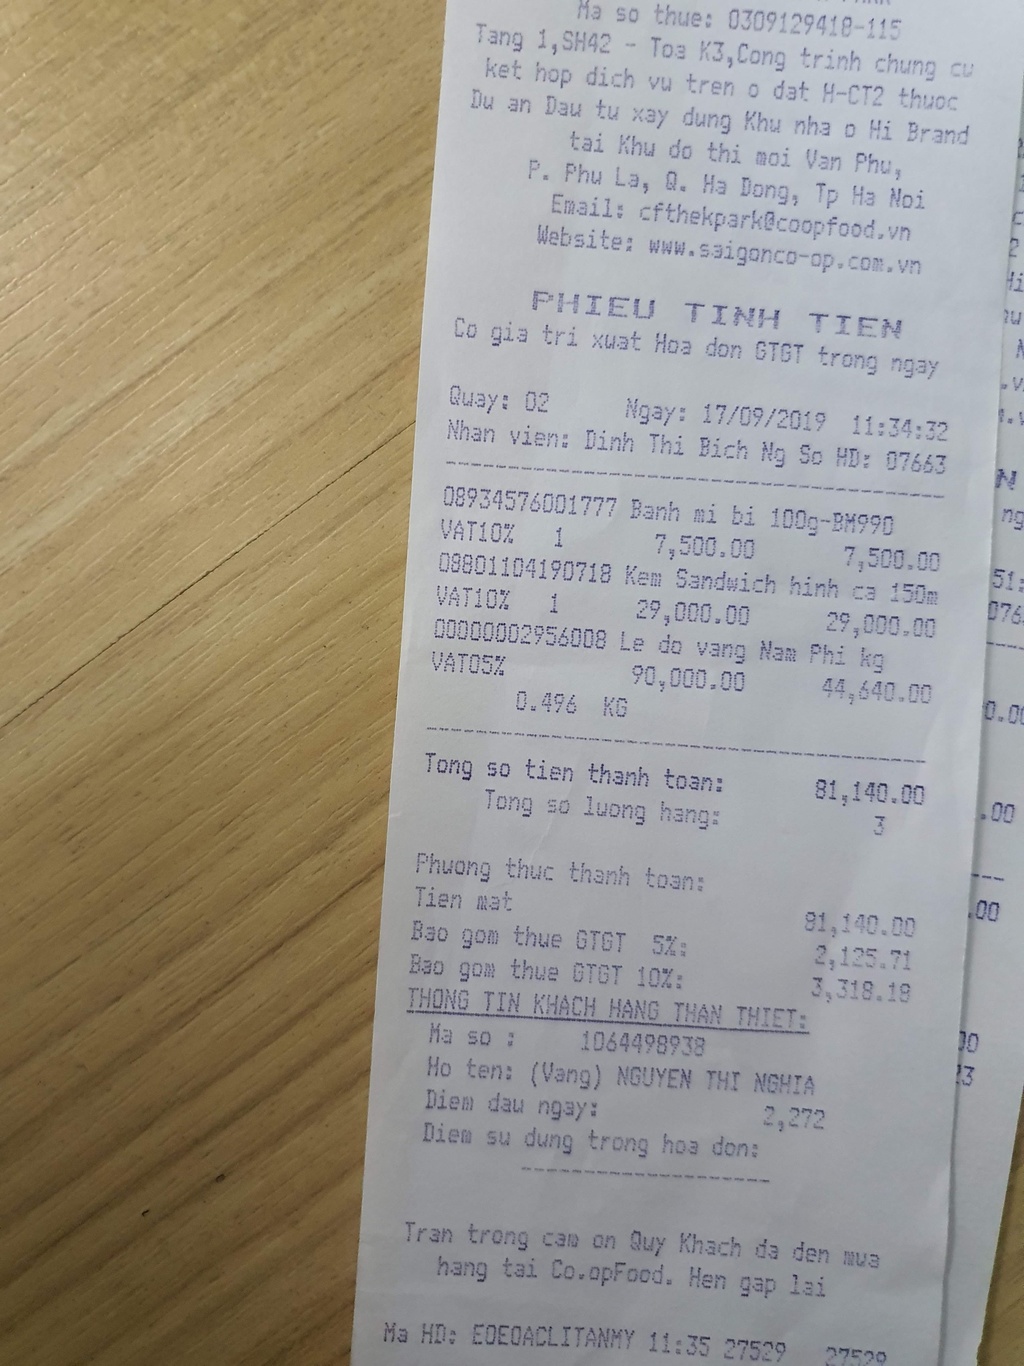 Ma so thue: 0309129418-115
Tang 1,SH42 - Toa K3,Cong trinh chung cu
ket hop dich vu tren o dat H-CT2 thuoc
Du an Dau tu xay dung Khu nha o Hi Brand
tai Khu do thi moi Van Phu,
P. Phu La, Q. Ha Dong, Tp Ha Noi
Email: cfthekpark@coopfood.vn
Website: www.saigonco-op.com.vn
PHIEU TINH TIEN
Co gia tri xuat Hoa don GTGT trong ngay
Quay: 02 Ngay: 17/09/2019 11:34:32
Nhan vien: Dinh Thi Bich Ng So HD: 07663
08934576001777 Banh mi bi 100g-BM990
VAT10% 1 7,500.00 7,500.00
08801104190718 Kem Sandwich hinh ca 150m
VAT10% 1 29,000.00 29,000.00
00000002956008 Le do vang Nam Phi kg
VAT05% 90,000.00 44,640.00
0.496 KG
Tong so tien thanh toan: 81,140.00
Tong so luong hang: 3
Phuong thuc thanh toan:
Tien mat 81,140.00
Bao gom thue GTGT 5%: 2,125.71
Bao gom thue GTGT 10%: 3,318.18
THONG TIN KHACH HANG THAN THIET:
Ma so : 1064498938
Ho ten: (Vang) NGUYEN THI NGHIA
Diem dau ngay: 2,272
Diem su dung trong hoa don:
Tran trong cam on Quy Khach da den mua
hang tai Co.opFood. Hen gap lai
Ma HD: EOEOACLITANMY 11:35 27529 27529